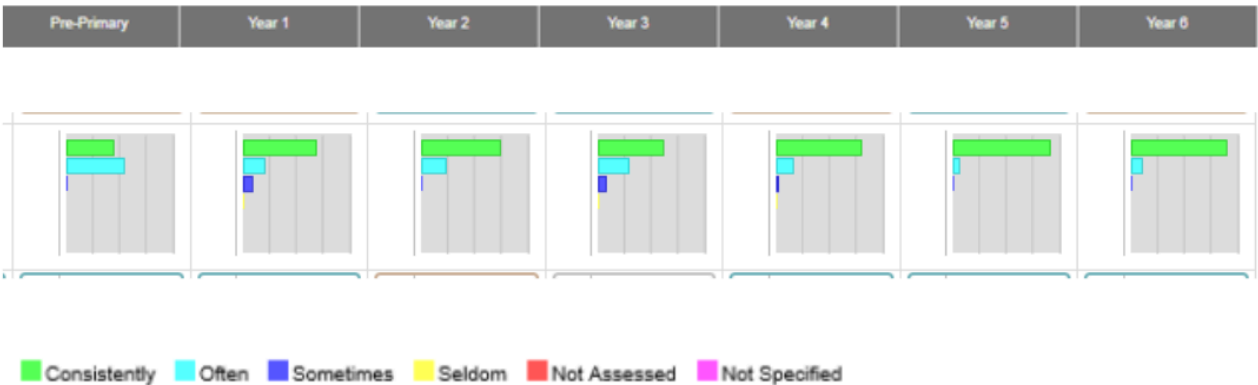 Pre-Primary Year 1 Year 2 Year 3 Year 4 Year 5 Year 6
Consistently Often Sometimes Seldom Not Assessed Not Specified